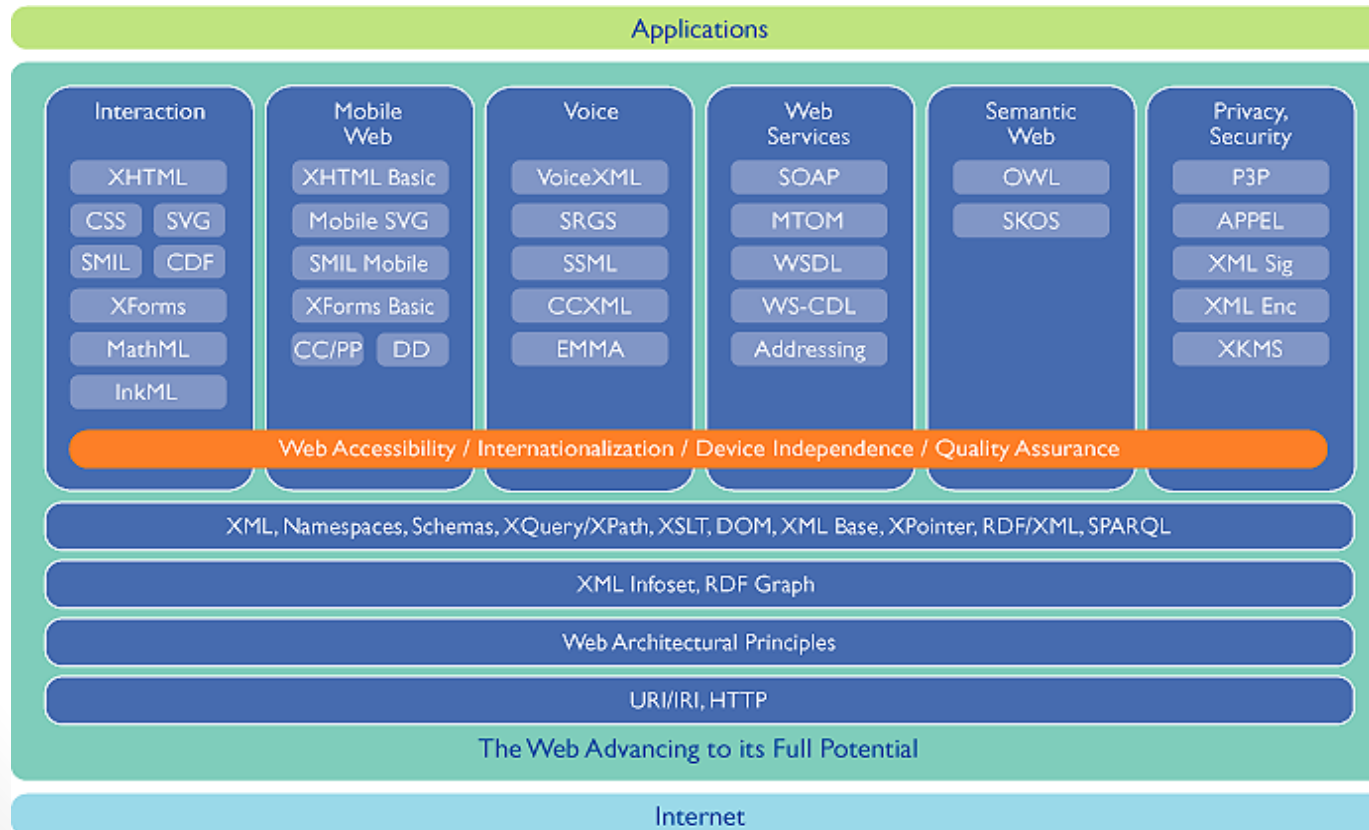 Applications
Interaction
XHTML
CSS SVG
SMIL CDF
XForms
MathML
InkML
Mobile
Web
XHTML Basic
Mobile SVG
SMIL Mobile
XForms Basic
CC/PP DD
Voice
VoiceXML
SRGS
SSML
CCXML
EMMA
Web
Services
SOAP
MTOM
WSDL
WS-CDL
Addressing
Semantic
Web
OWL
SKOS
Privacy,
Security
P3P
APPEL
XML Sig
XML Enc
XKMS
Web Accessibility / Internationalization / Device Independence / Quality Assurance
XML, Namespaces, Schemas, XQuery/XPath, XSLT, DOM, XML Base, XPointer, RDF/XML, SPARQL
XML Infoset, RDF Graph
Web Architectural Principles
URI/IRI, HTTP
The Web Advancing to its Full Potential
Internet